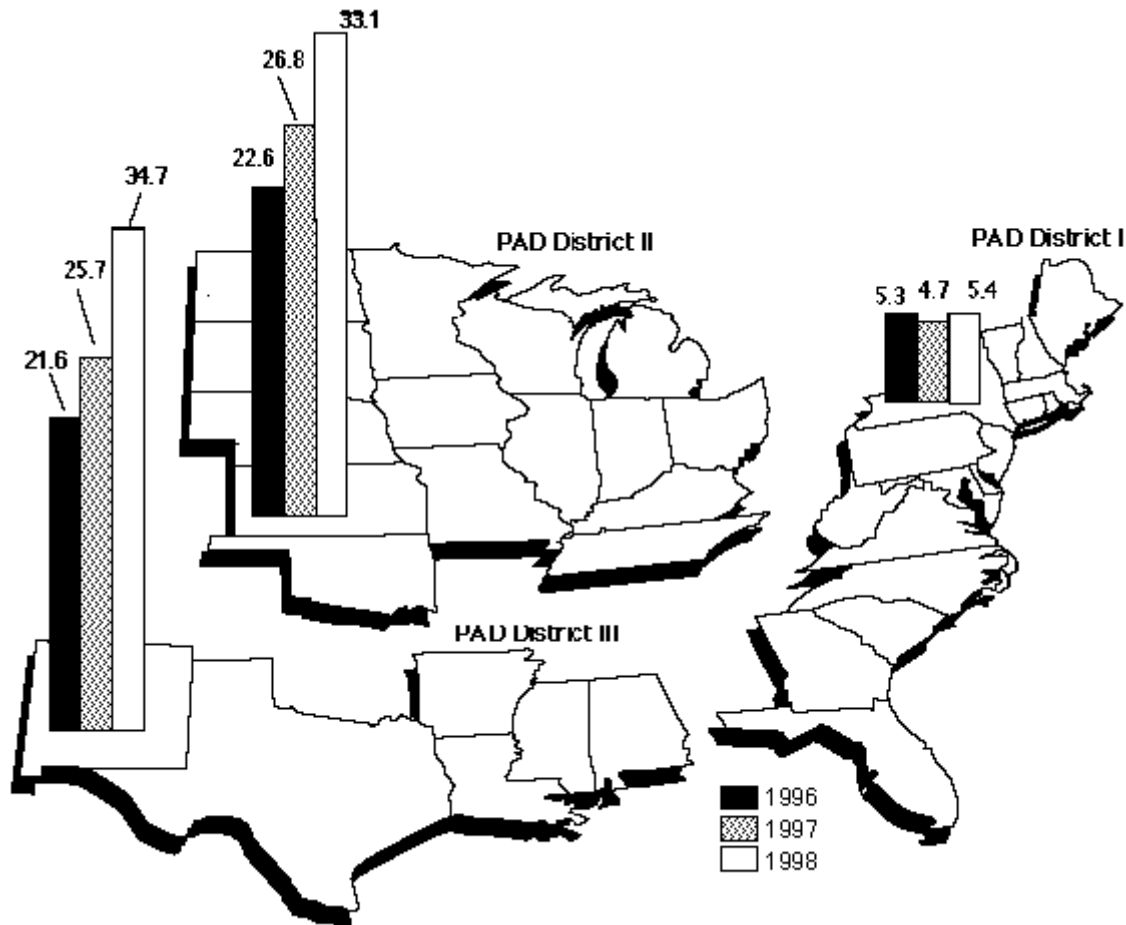 33.1
26.8
22.6
34.7
PAD District II
PAD District I
25.7
5.3 4.7 5.4
21.6
PAD District III
1996
1997
1998